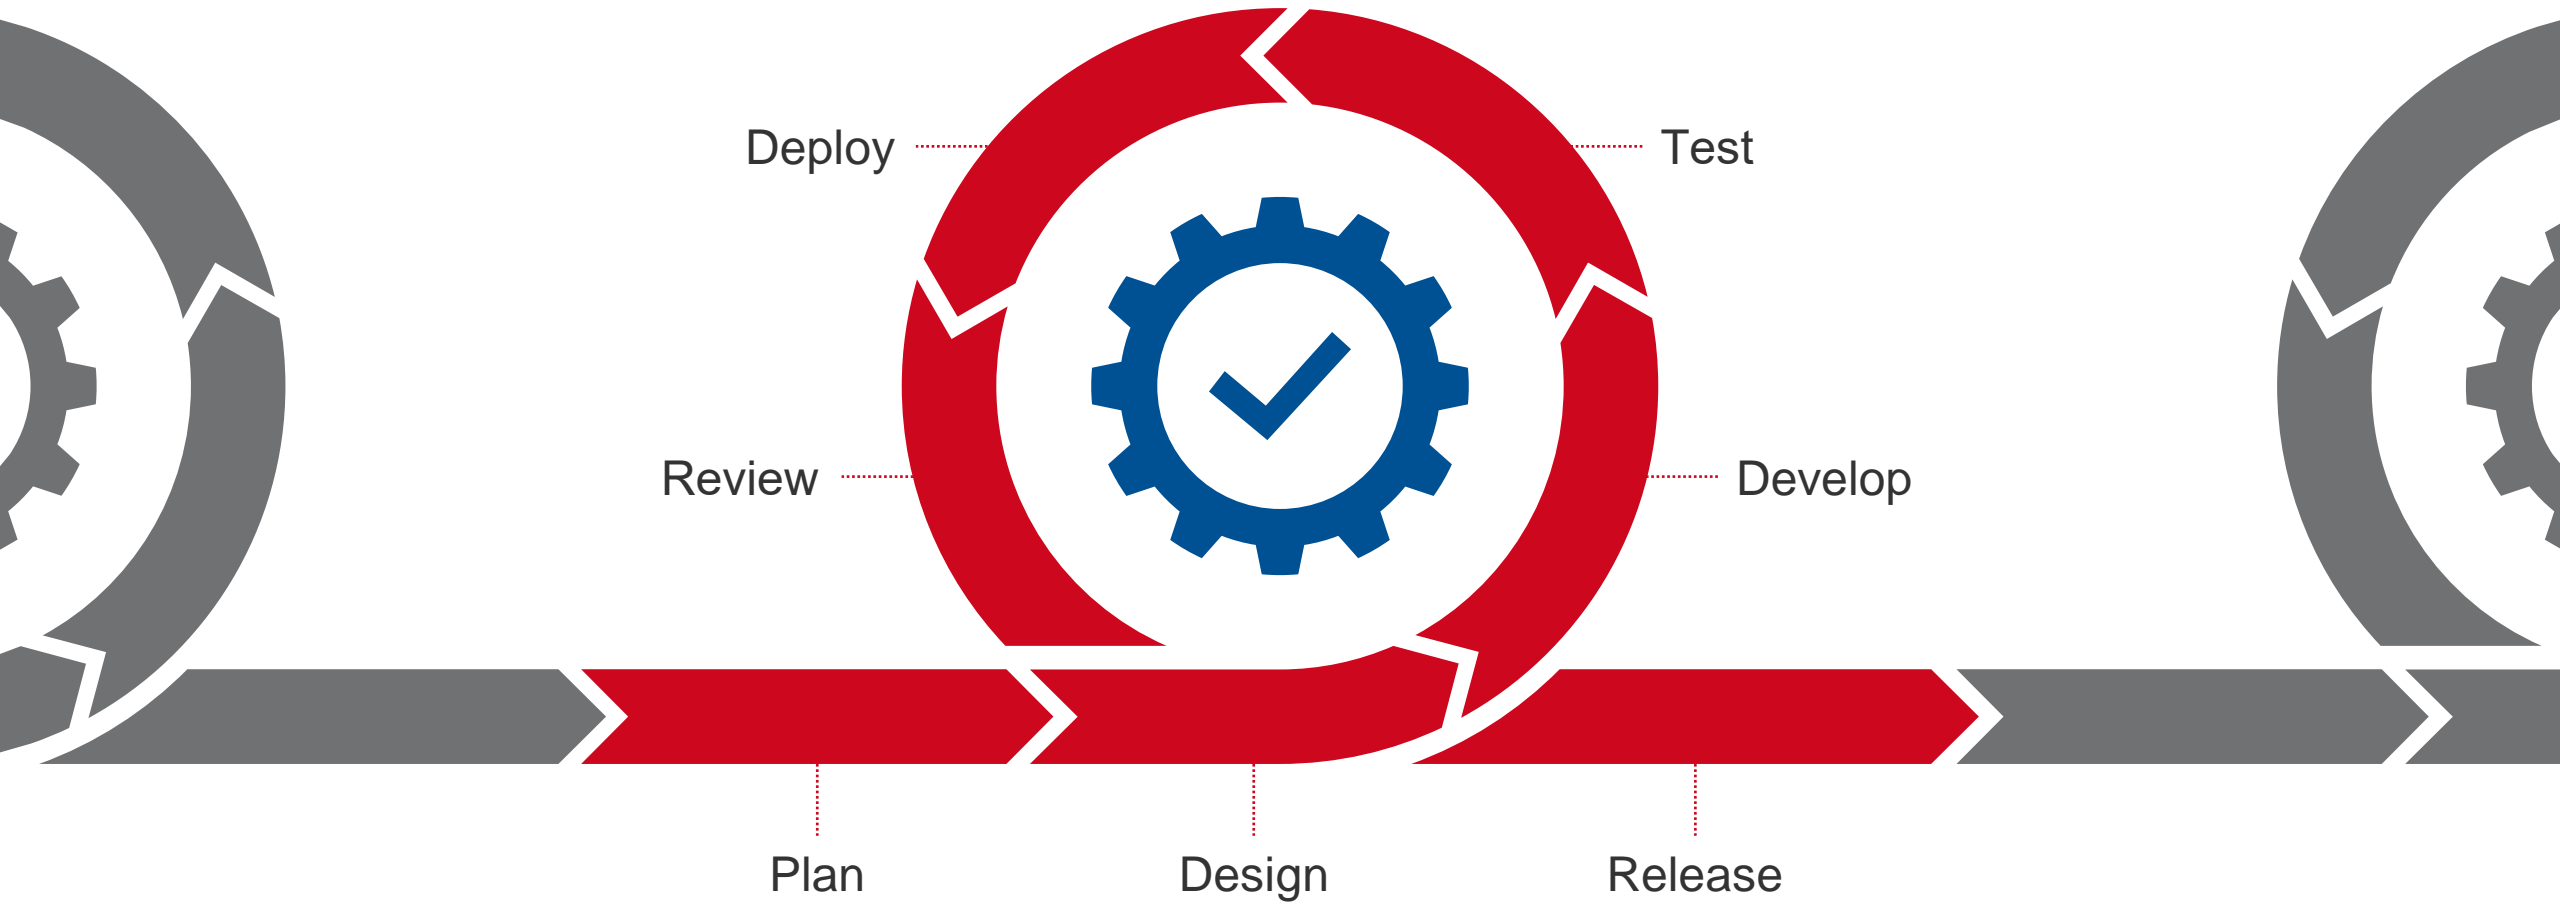 Deploy
Test
Review
Develop
Plan
Design
Release